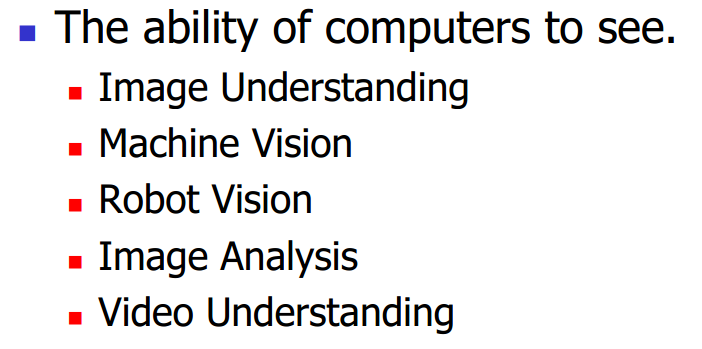 The ability of computers to see.
Image Understanding
Machine Vision
Robot Vision
Image Analysis
Video Understanding